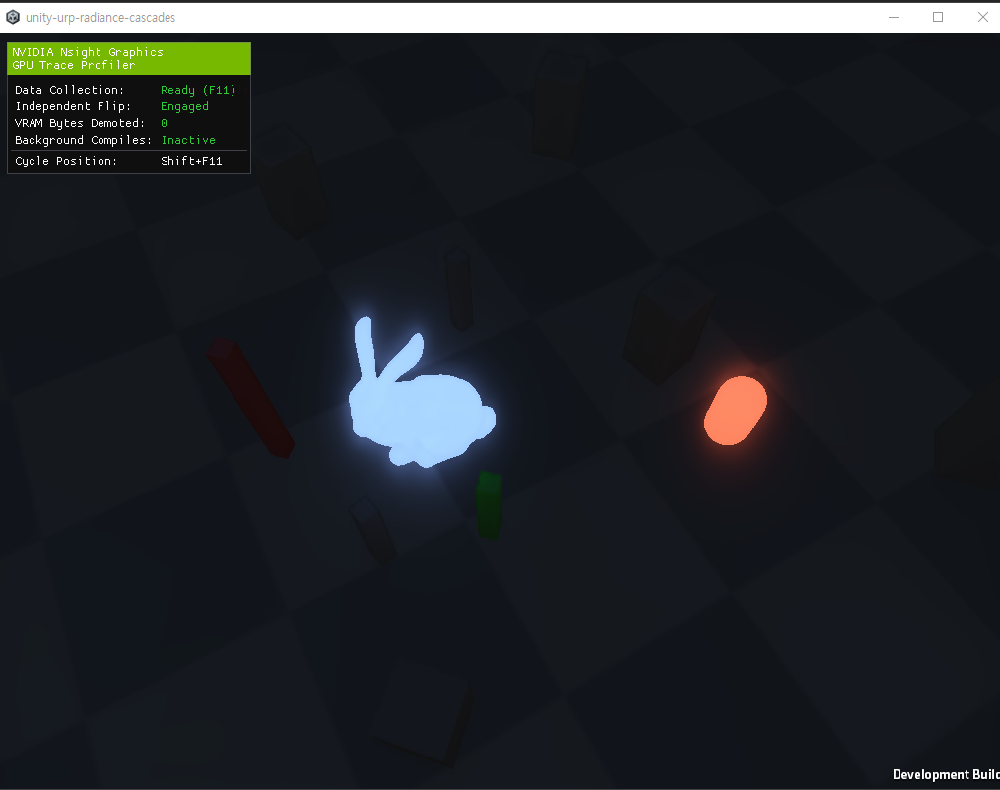 unity-urp-radiance-cascades
NVIDIA Nsight Graphics
GPU Trace Profiler
Data Collection: Ready (F11)
Independent Flip: Engaged
VRAM Bytes Demoted: 0
Background Compiles: Inactive
Cycle Position: Shift+F11
Development Build